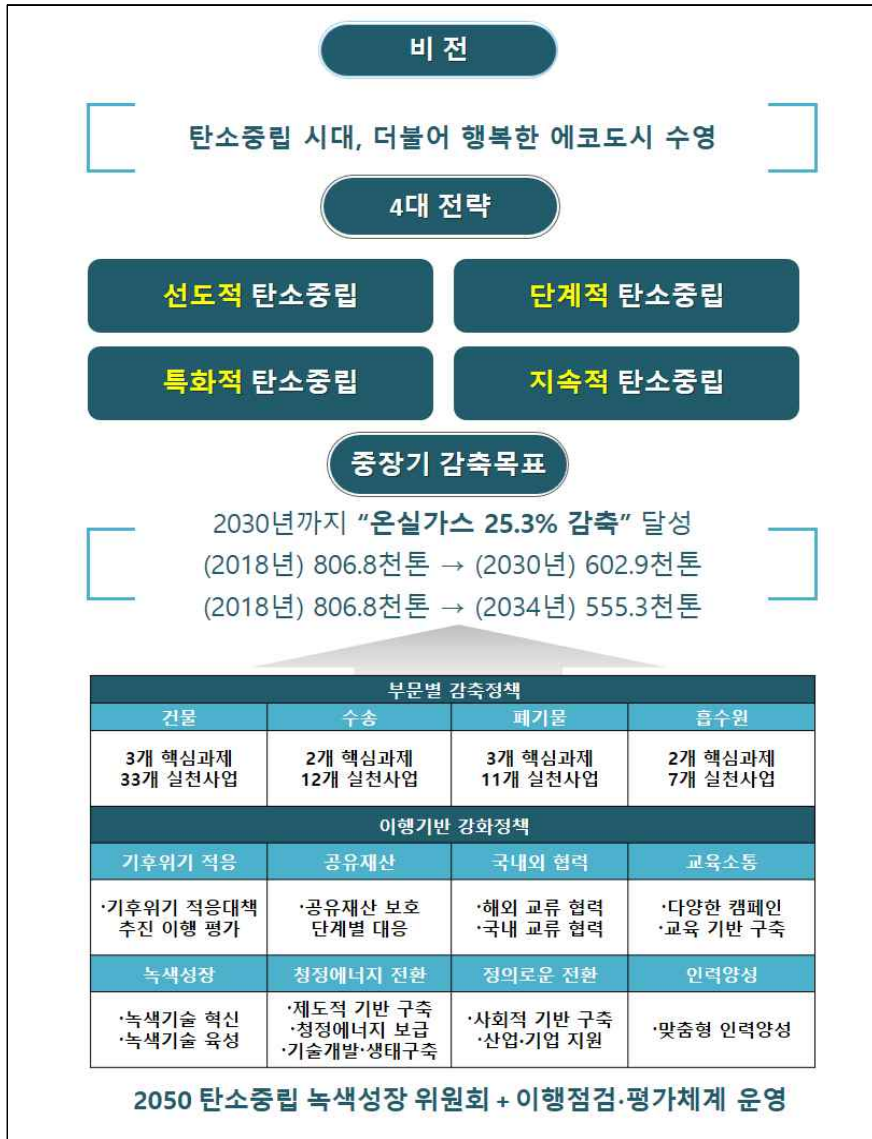 비 전
탄소중립 시대, 더불어 행복한 에코도시 수영
4대 전략
선도적 탄소중립
단계적 탄소중립
특화적 탄소중립
지속적 탄소중립
중장기 감축목표
2030년까지 “온실가스 25.3% 감축” 달성
(2018년) 806.8천톤 → (2030년) 602.9천톤
(2018년) 806.8천톤 → (2034년) 555.3천톤
부문별 감축정책
건물 수송 폐기물 흡수원
3개 핵심과제 2개 핵심과제 3개 핵심과제 2개 핵심과제
33개 실천사업 12개 실천사업 11개 실천사업 7개 실천사업
이행기반 강화정책
기후위기 적응 공유재산 국내외 협력 교육소통
·기후위기 적응대책 ·공유재산 보호 ·해외 교류 협력 ·다양한 캠페인
추진 이행 평가 단계별 대응 ·국내 교류 협력 ·교육 기반 구축
녹색성장 청정에너지 전환 정의로운 전환 인력양성
·녹색기술 혁신
·녹색기술 육성
·제도적 기반 구축
·청정에너지 보급
·기술개발·생태구축
·사회적 기반 구축
·산업·기업 지원
·맞춤형 인력양성
2050 탄소중립 녹색성장 위원회 + 이행점검·평가체계 운영